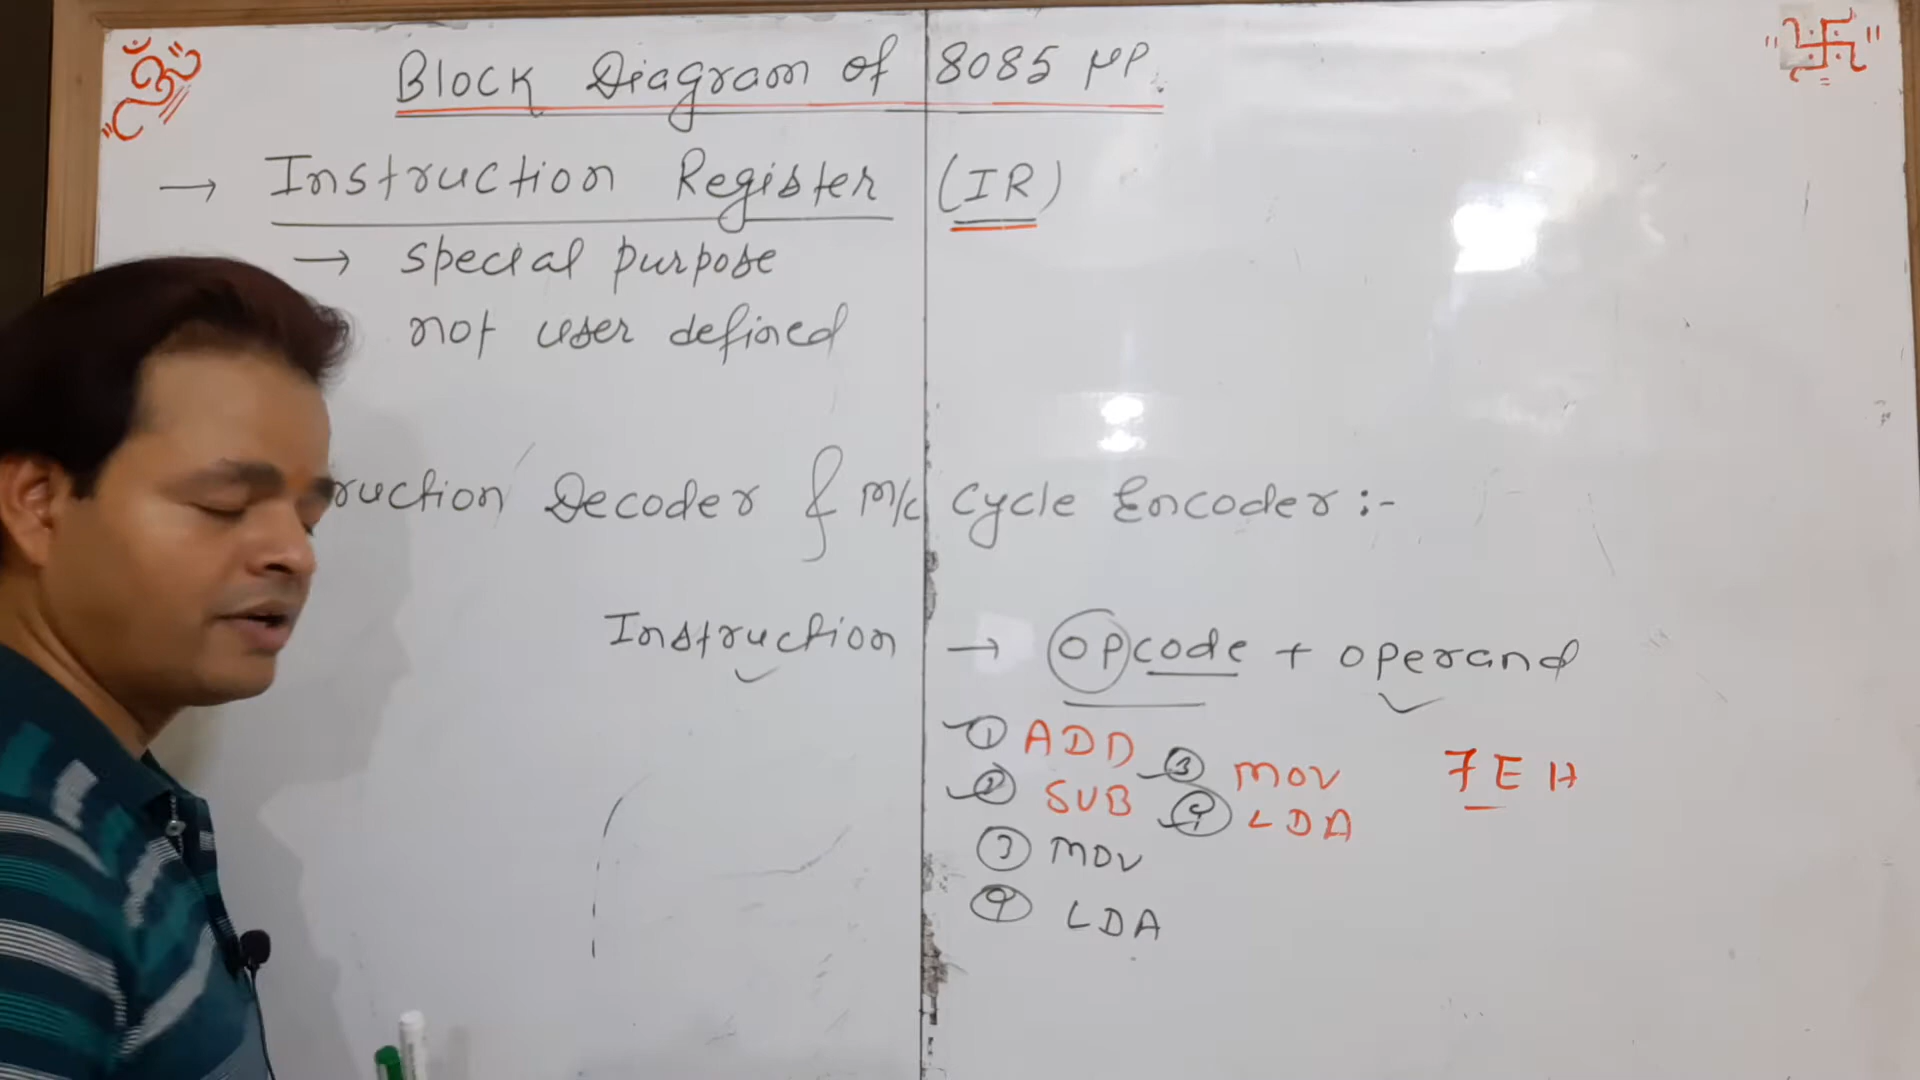 ॐ
Block Diagram of 8085 μP.
→ Instruction Register (IR)
→ special purpose
not user defined
ruction Decoder & M/c Cycle Encoder :-
Instruction → opcode + operand
① ADD ③ MOV 7EH
② SUB ④ LDA
③ MOV
④ LDA